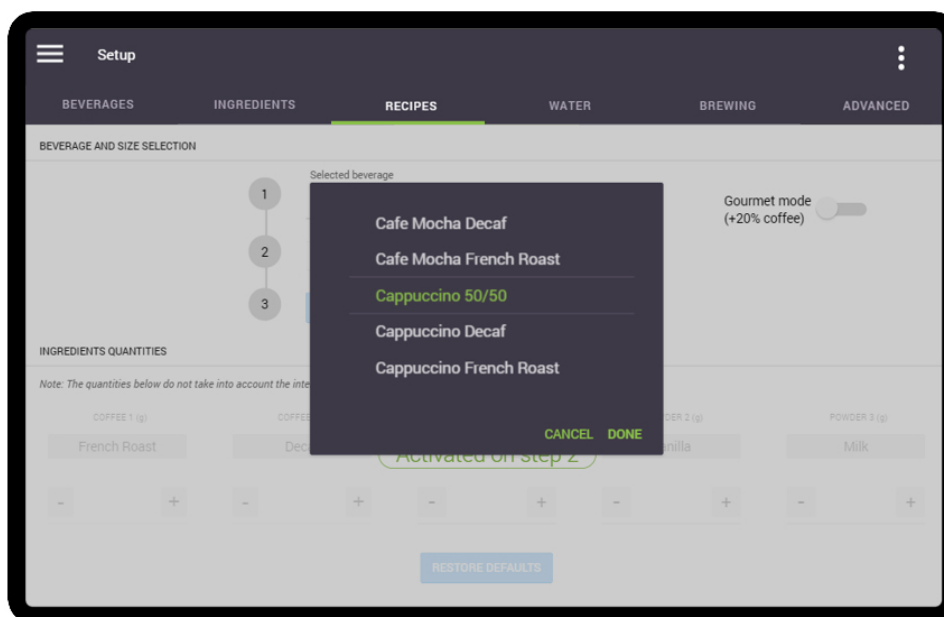 Setup
BEVERAGES INGREDIENTS RECIPES WATER BREWING ADVANCED
BEVERAGE AND SIZE SELECTION
Selected beverage
1
Gourmet mode
(+20% coffee)
2
3
Cafe Mocha Decaf
Cafe Mocha French Roast
Cappuccino 50/50
Cappuccino Decaf
Cappuccino French Roast
CANCEL DONE
INGREDIENTS QUANTITIES
Note: The quantities below do not take into account the
COFFEE 1 (g) POWDER 3 (g)
French Roast Milk
Activated on step 2
- + - + - + - + - +
RESTORE DEFAULTS